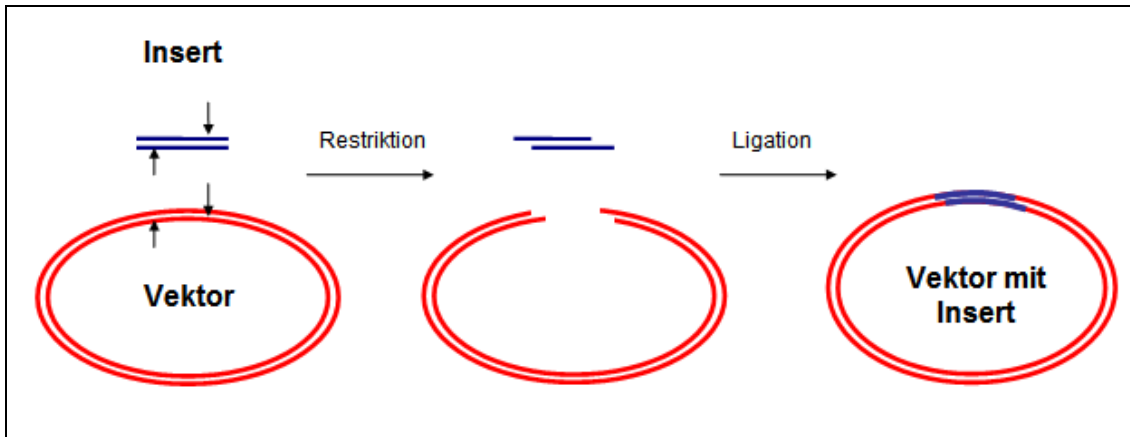 Insert
Restriktion
Ligation
Vektor
Vektor mit
Insert